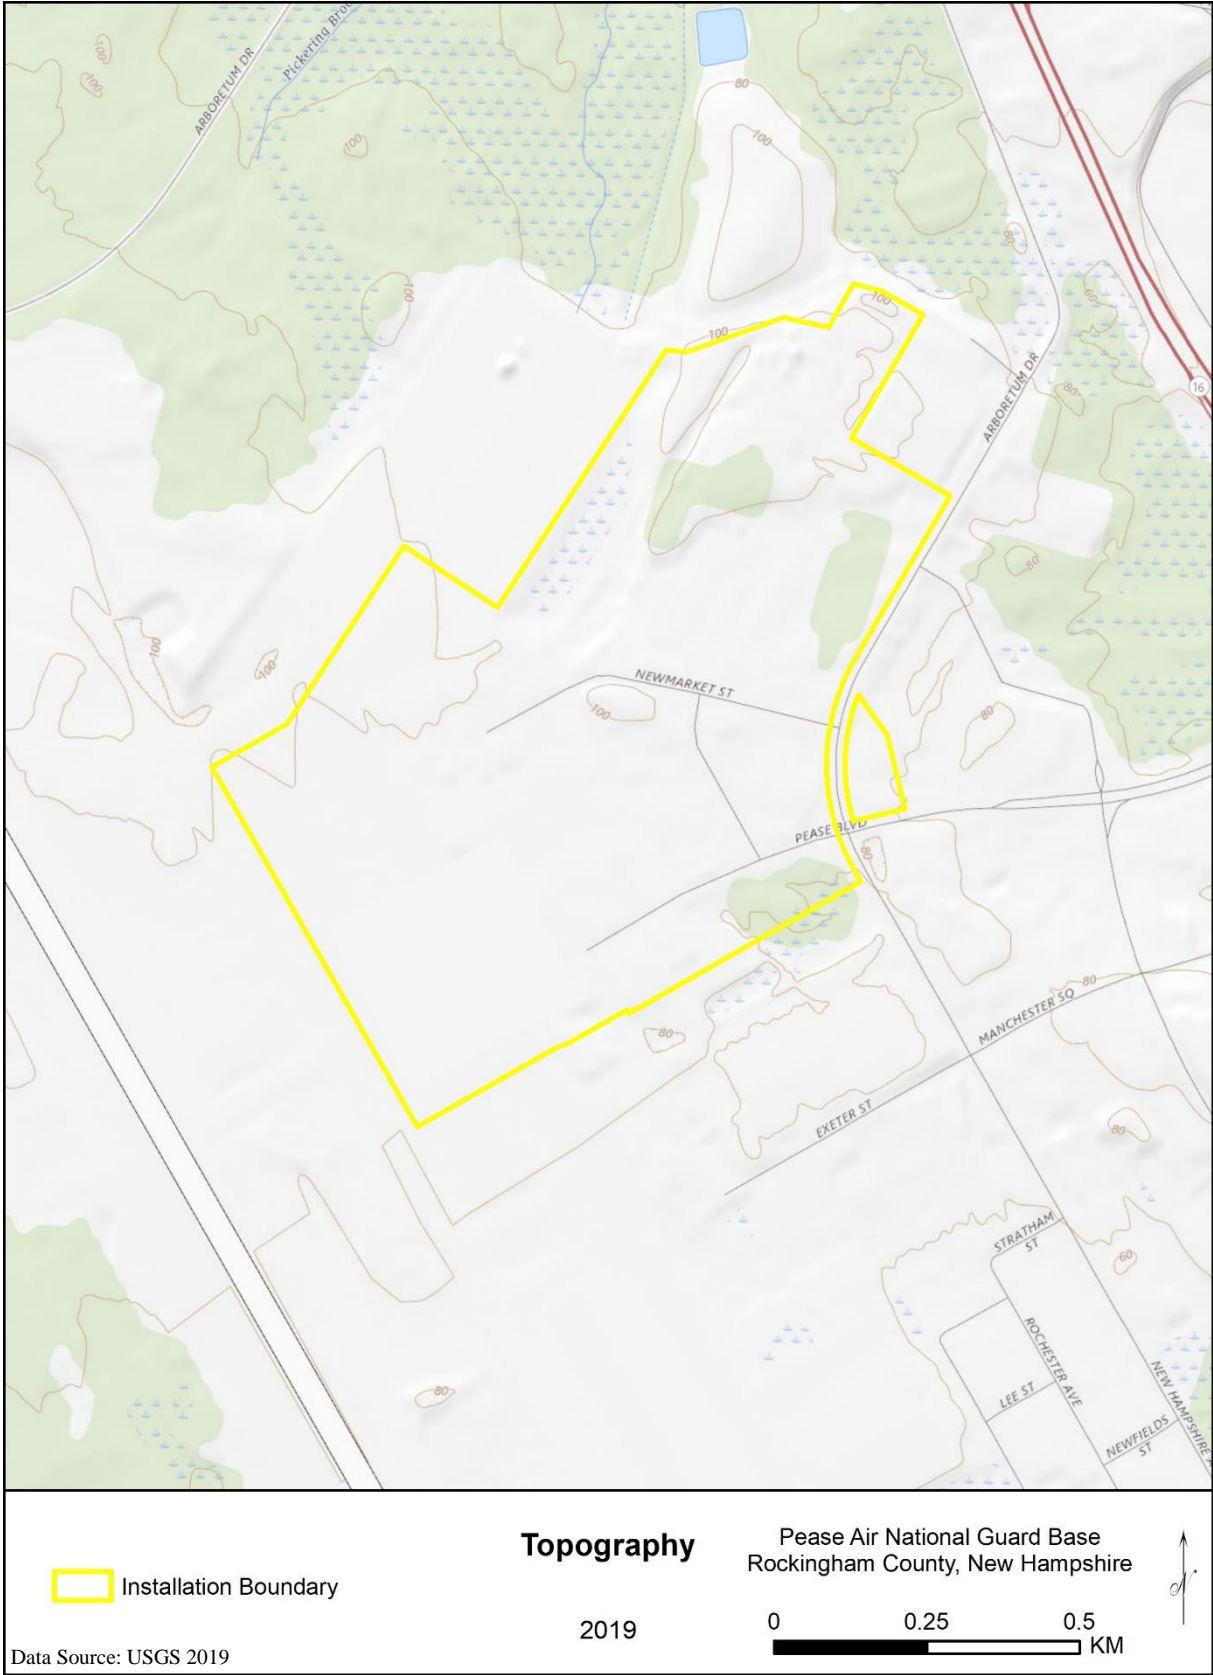 Pickering Broo
ARBORETUM DR
100
100
100
80
100
80
60
100
100
100
80
16
ARBORETUM DR
80
100
100
NEWMARKET ST
100
80
PEASE BLVD
80
80
MANCHESTER SQ
80
EXETER ST
80
STRATHAM
ST
60
ROCHESTER AVE
LEE ST
NEW HAMPSHIRE A
80
NEWFIELDS
ST
Topography
2019
Pease Air National Guard Base
Rockingham County, New Hampshire
N
Installation Boundary
0 0.25 0.5
KM
Data Source: USGS 2019